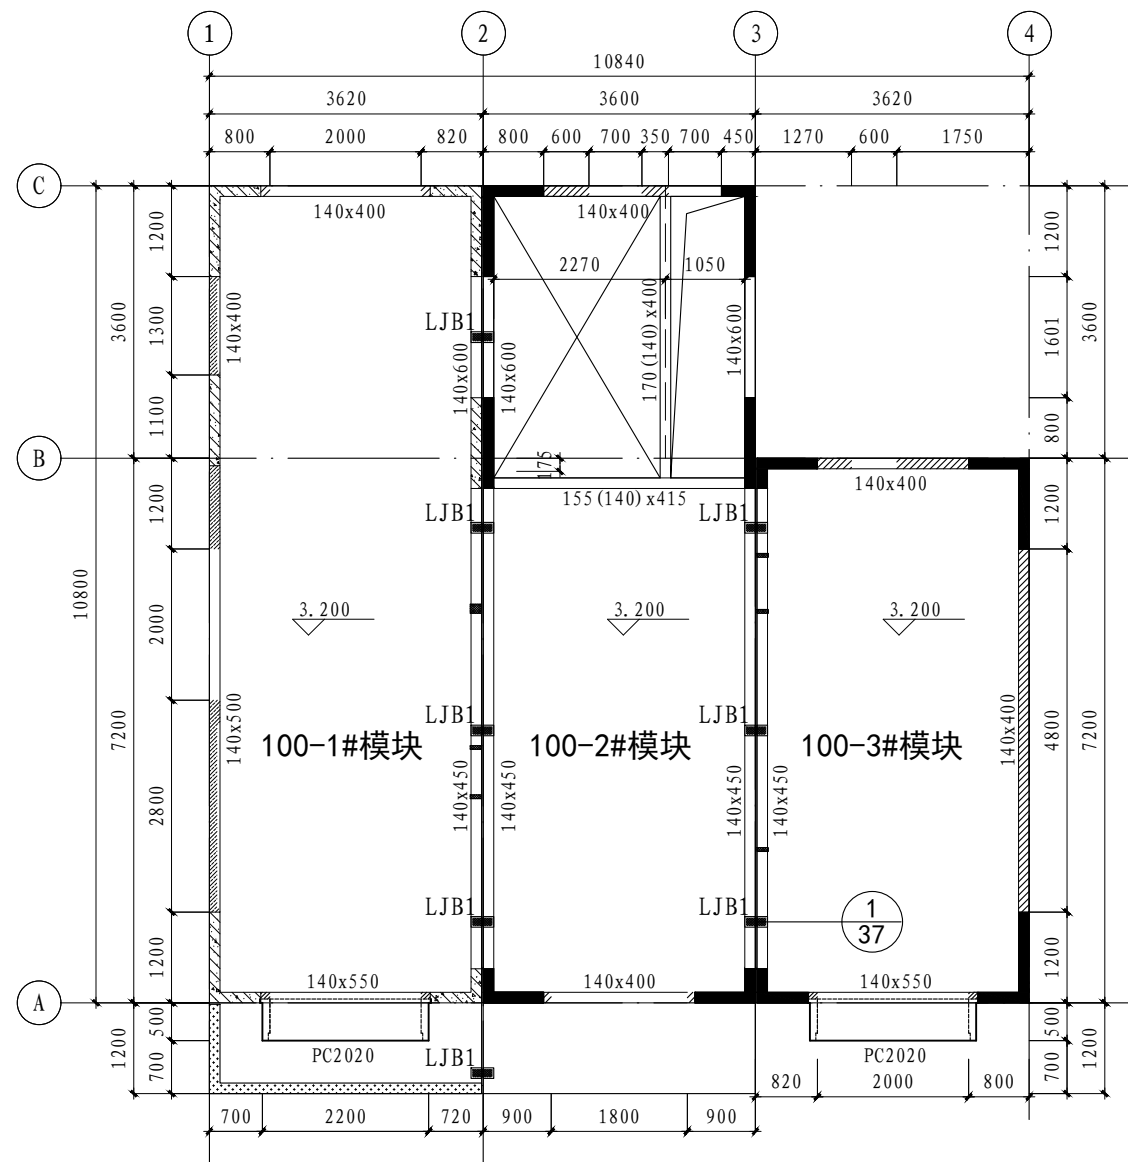 1 2 3 4
10840
3620 3600 3620
800 2000 820 800 600 700 350 700 450 1270 600 1750
C
140x400 140x400
1200 1200
2270 1050
3600 1300 140x400 LJB1 140x600 140x600 170(140)x400 140x600 1601 3600
1100 800
B
175
140x400
1200 155(140)x415 1200
LJB1 LJB1
10800
2000 3.200 3.200 3.200
7200 140x500 LJB1 LJB1 140x400 4800 7200
100-1#模块 100-2#模块 100-3#模块
2800 140x450 140x450 140x450 140x450
LJB1 LJB1 1
37
1200 1200
140x550 140x400 140x550
A
500 500
1200 PC2020 LJB1 PC2020 1200
700 700
820 2000 800
700 2200 720 900 1800 900